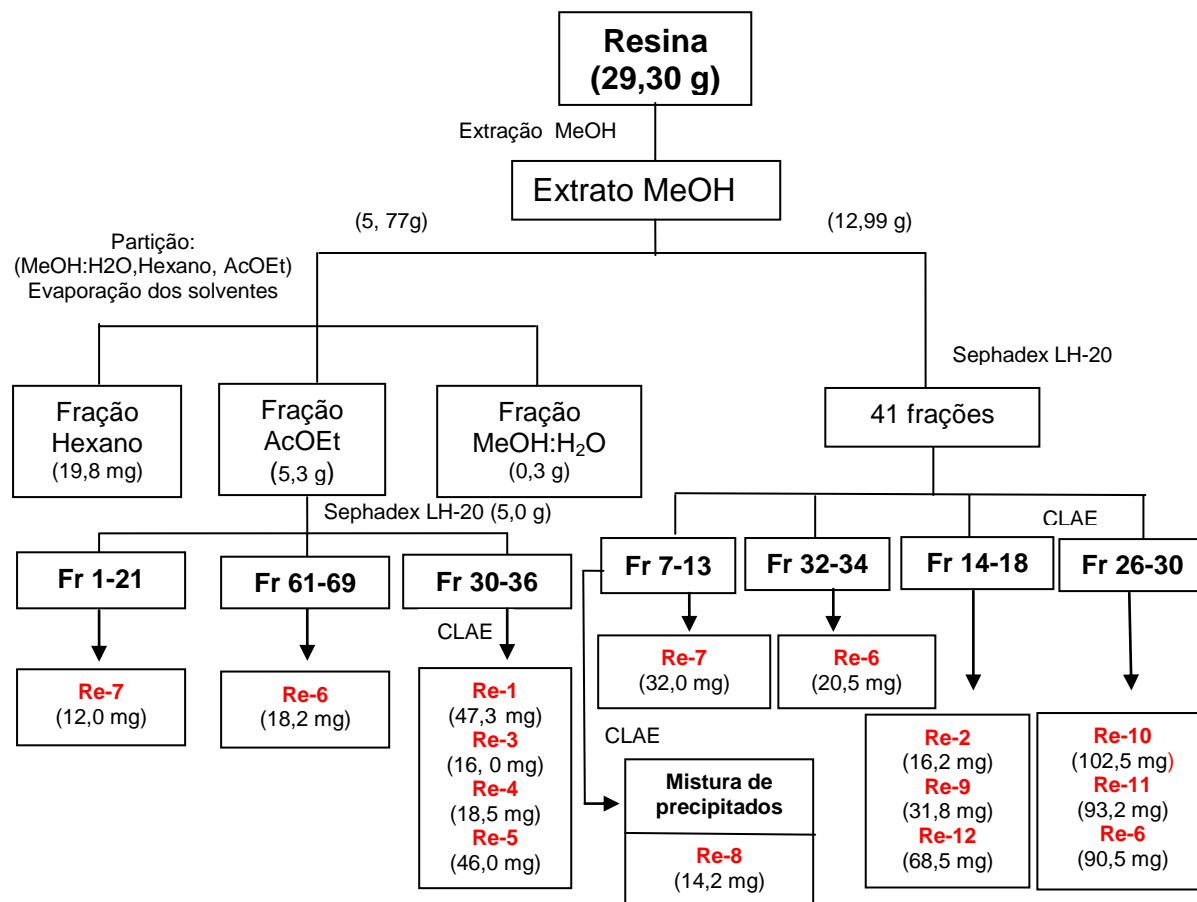 Resina
(29,30 g)
Extração MeOH
Extrato MeOH
(5, 77g)
(12,99 g)
Partição:
(MeOH:H2O,Hexano, AcOEt)
Evaporação dos solventes
Sephadex LH-20
Fração
Hexano
(19,8 mg)
Fração
AcOEt
(5,3 g)
Fração
MeOH:H₂O
(0,3 g)
41 frações
Sephadex LH-20 (5,0 g)
CLAE
Fr 1-21
Fr 61-69
Fr 30-36
Fr 7-13
Fr 32-34
Fr 14-18
Fr 26-30
CLAE
Re-7
(12,0 mg)
Re-6
(18,2 mg)
Re-1
(47,3 mg)
Re-3
(16, 0 mg)
Re-4
(18,5 mg)
Re-5
(46,0 mg)
Re-7
(32,0 mg)
Re-6
(20,5 mg)
CLAE
Mistura de
precipitados
Re-8
(14,2 mg)
Re-2
(16,2 mg)
Re-9
(31,8 mg)
Re-12
(68,5 mg)
Re-10
(102,5 mg)
Re-11
(93,2 mg)
Re-6
(90,5 mg)